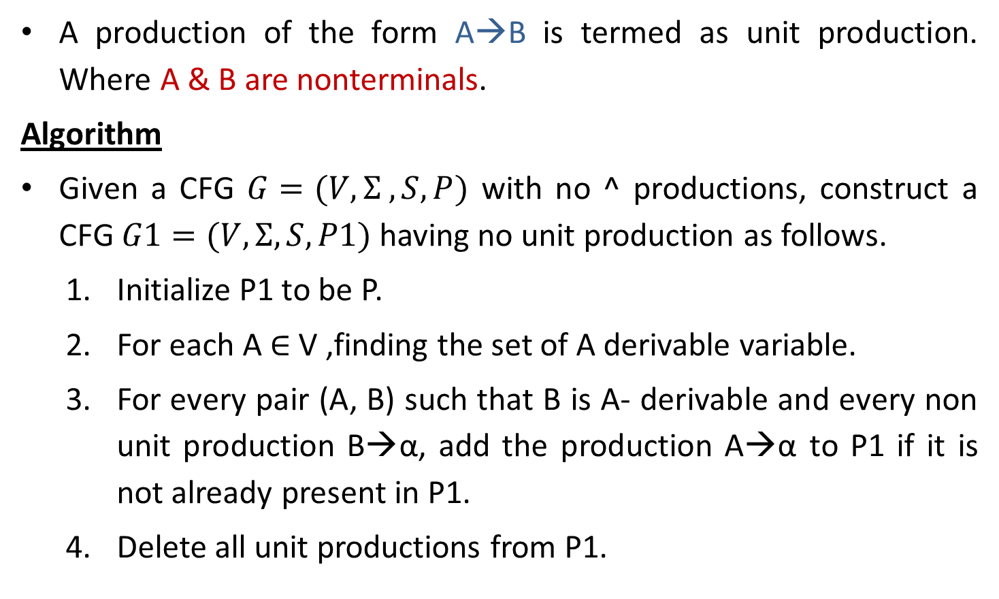 • A production of the form A→B is termed as unit production.
Where A & B are nonterminals.
Algorithm
• Given a CFG G = (V, Σ , S, P) with no ^ productions, construct a
CFG G1 = (V, Σ, S, P1) having no unit production as follows.
1. Initialize P1 to be P.
2. For each A ∈ V ,finding the set of A derivable variable.
3. For every pair (A, B) such that B is A- derivable and every non
unit production B→α, add the production A→α to P1 if it is
not already present in P1.
4. Delete all unit productions from P1.